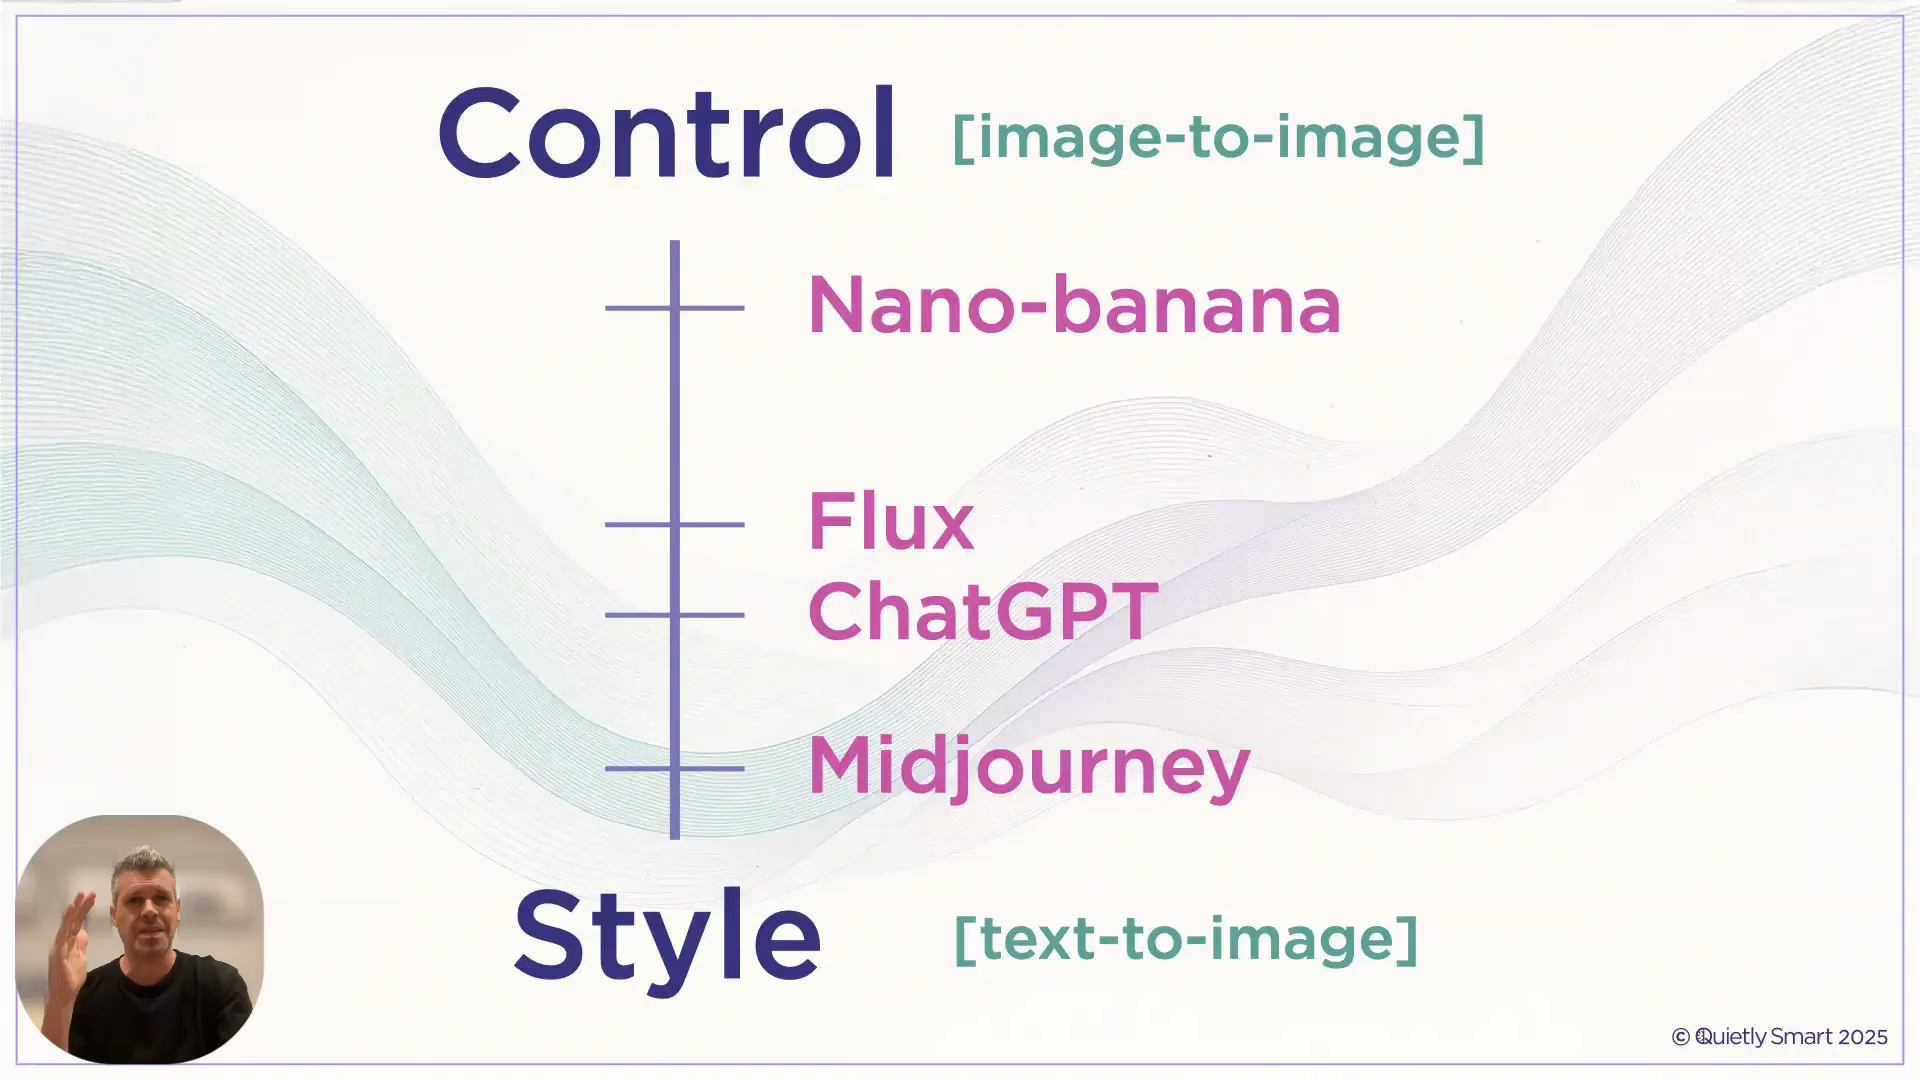 Control [image-to-image]
Nano-banana
Flux
ChatGPT
Midjourney
Style [text-to-image]
© Quietly Smart 2025